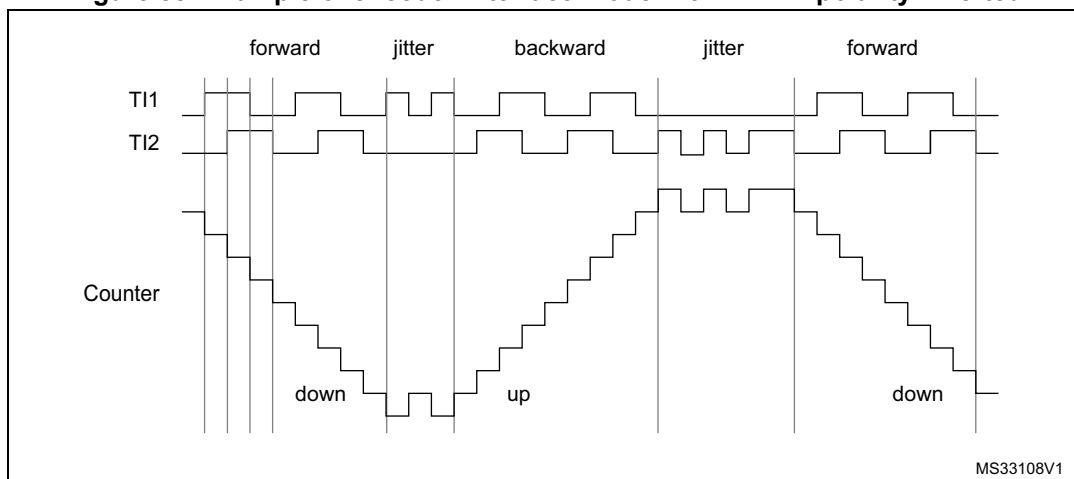 forward jitter backward jitter forward
TI1
TI2
Counter
down up down
MS33108V1